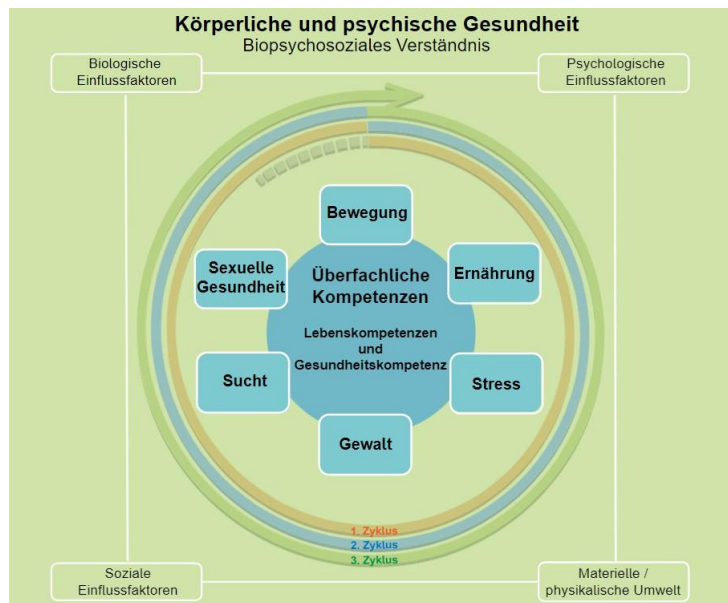 Körperliche und psychische Gesundheit
Biopsychosoziales Verständnis
Biologische
Einflussfaktoren
Psychologische
Einflussfaktoren
Bewegung
Sexuelle
Gesundheit
Überfachliche
Kompetenzen
Ernährung
Lebenskompetenzen
und
Gesundheitskompetenz
Sucht
Stress
Gewalt
1. Zyklus
2. Zyklus
3. Zyklus
Soziale
Einflussfaktoren
Materielle /
physikalische Umwelt